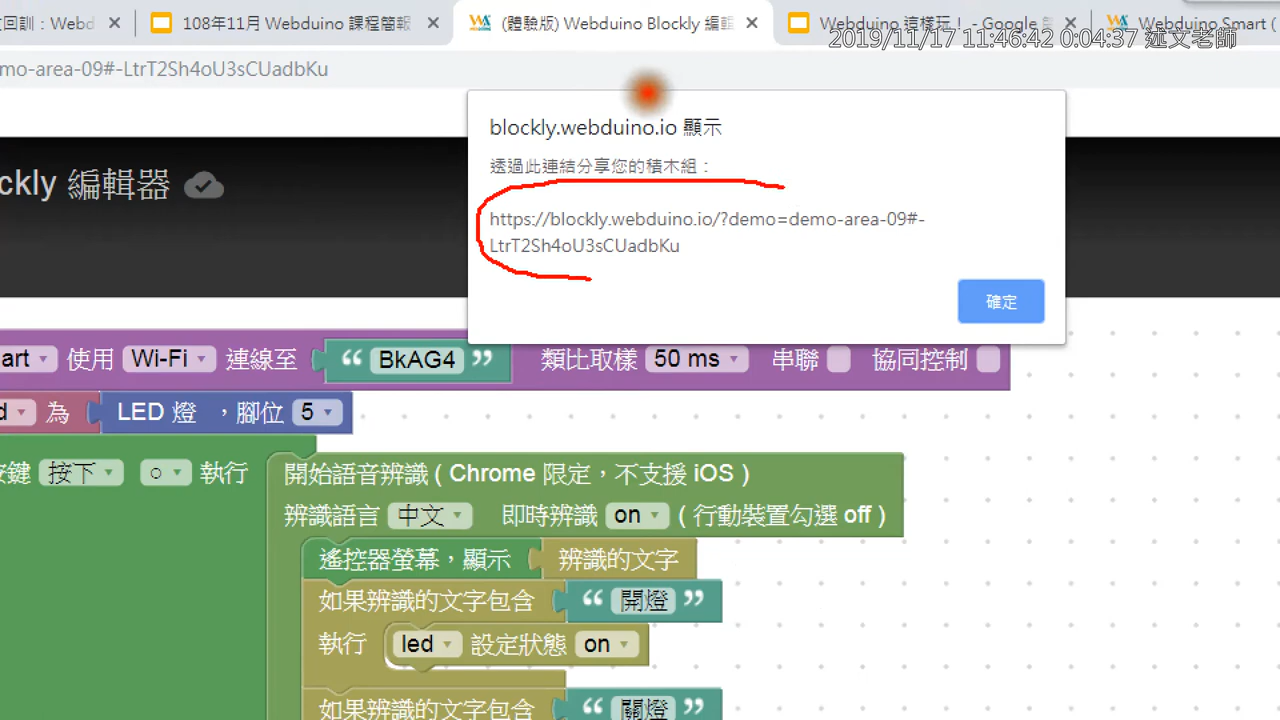 回訓：Webd
108年11月 Webduino 課程簡報
(體驗版) Webduino Blockly 編輯
Webduino 這樣玩！ - Google
Webduino Smart (
2019/11/17 11:46:42 0:04:37 述文老師
mo-area-09#-LtrT2Sh4oU3sCUadbKu
blockly.webduino.io 顯示
透過此連結分享您的積木組：
https://blockly.webduino.io/?demo=demo-area-09#-
LtrT2Sh4oU3sCUadbKu
確定
ckly 編輯器
art 使用 Wi-Fi 連線至 “ BkAG4 ” 類比取樣 50 ms 串聯 協同控制
d 為 LED 燈 ，腳位 5
按鍵 按下 ○ 執行
開始語音辨識 ( Chrome 限定，不支援 iOS )
辨識語言 中文 即時辨識 on ( 行動裝置勾選 off )
遙控器螢幕，顯示 辨識的文字
如果辨識的文字包含 “ 開燈 ”
執行 led 設定狀態 on
如果辨識的文字包含 “ 關燈 ”